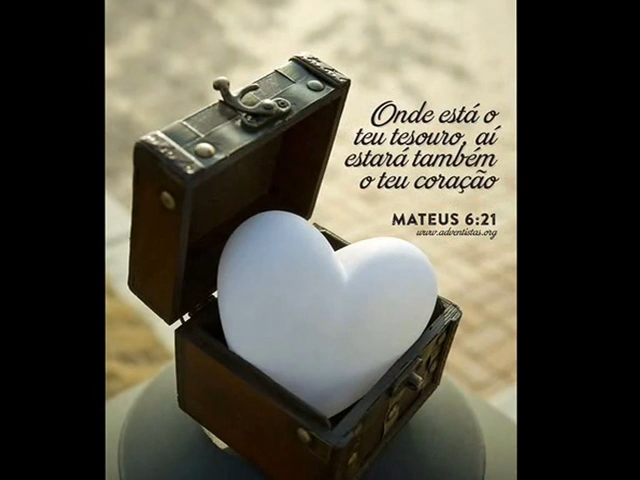 Onde está o
teu tesouro, aí
estará também
o teu coração
MATEUS 6:21
www.adventistas.org